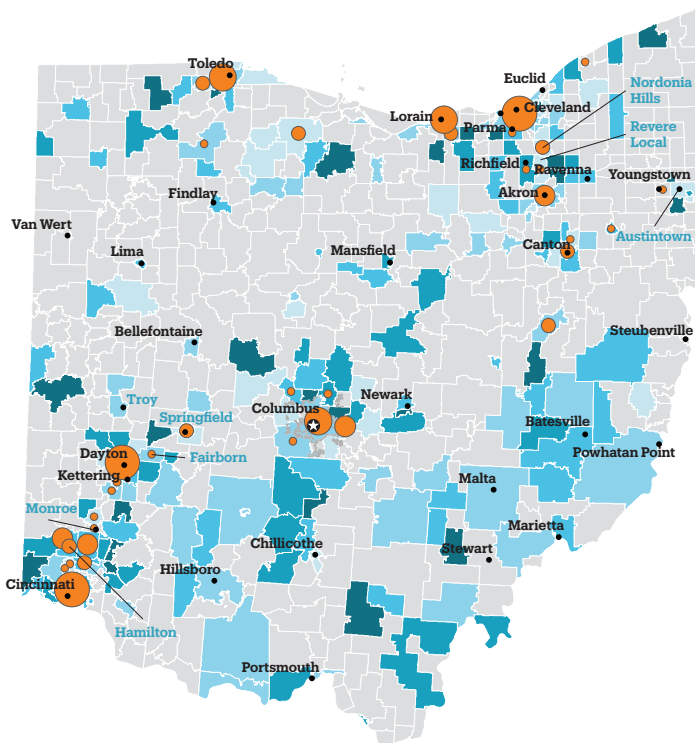 Toledo
Euclid
Nordonia
Hills
Cleveland
Lorain
Parma
Revere
Local
Richfield
Ravenna
Youngstown
Akron
Findlay
Van Wert
Austintown
Canton
Lima
Mansfield
Bellefontaine
Steubenville
Troy
Newark
Springfield
Columbus
Batesville
Dayton
Fairborn
Powhatan Point
Kettering
Malta
Monroe
Marietta
Chillicothe
Stewart
Hillsboro
Cincinnati
Hamilton
Portsmouth